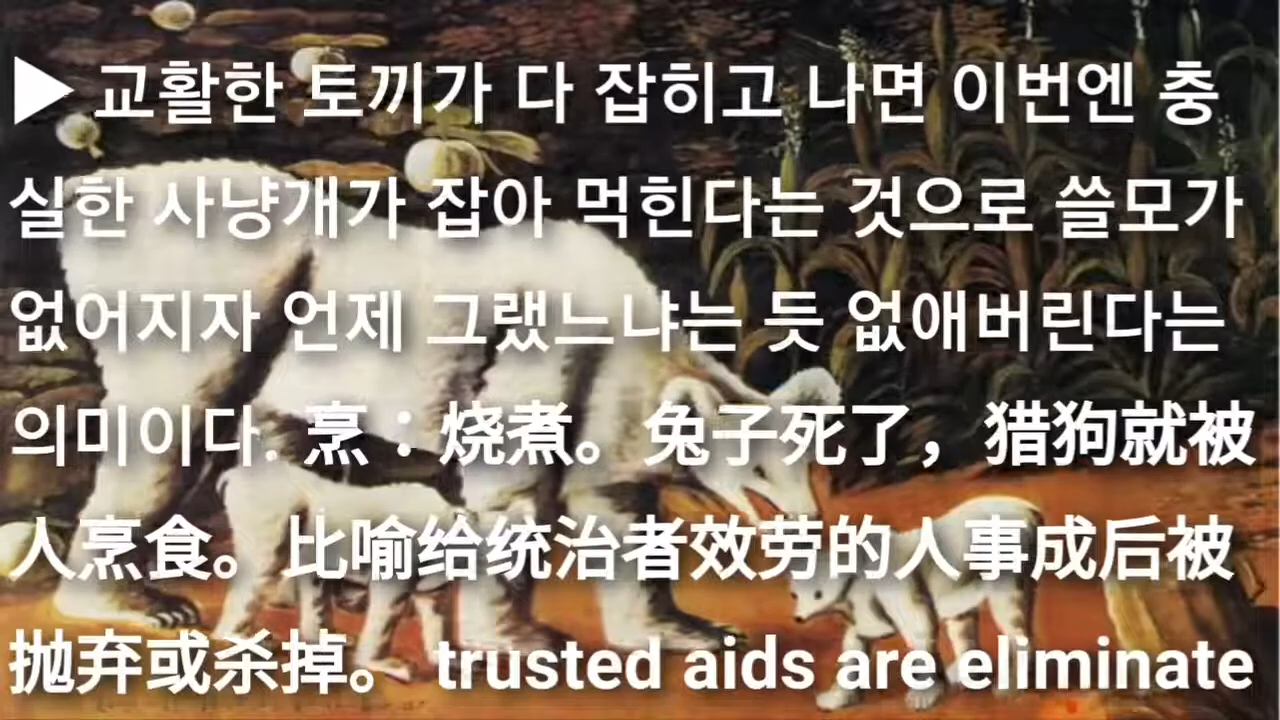 ▶ 교활한 토끼가 다 잡히고 나면 이번엔 충
실한 사냥개가 잡아 먹힌다는 것으로 쓸모가
없어지자 언제 그랬느냐는 듯 없애버린다는
의미이다. 烹：烧煮。兔子死了，猎狗就被
人烹食。比喻给统治者效劳的人事成后被
抛弃或杀掉。 trusted aids are eliminate